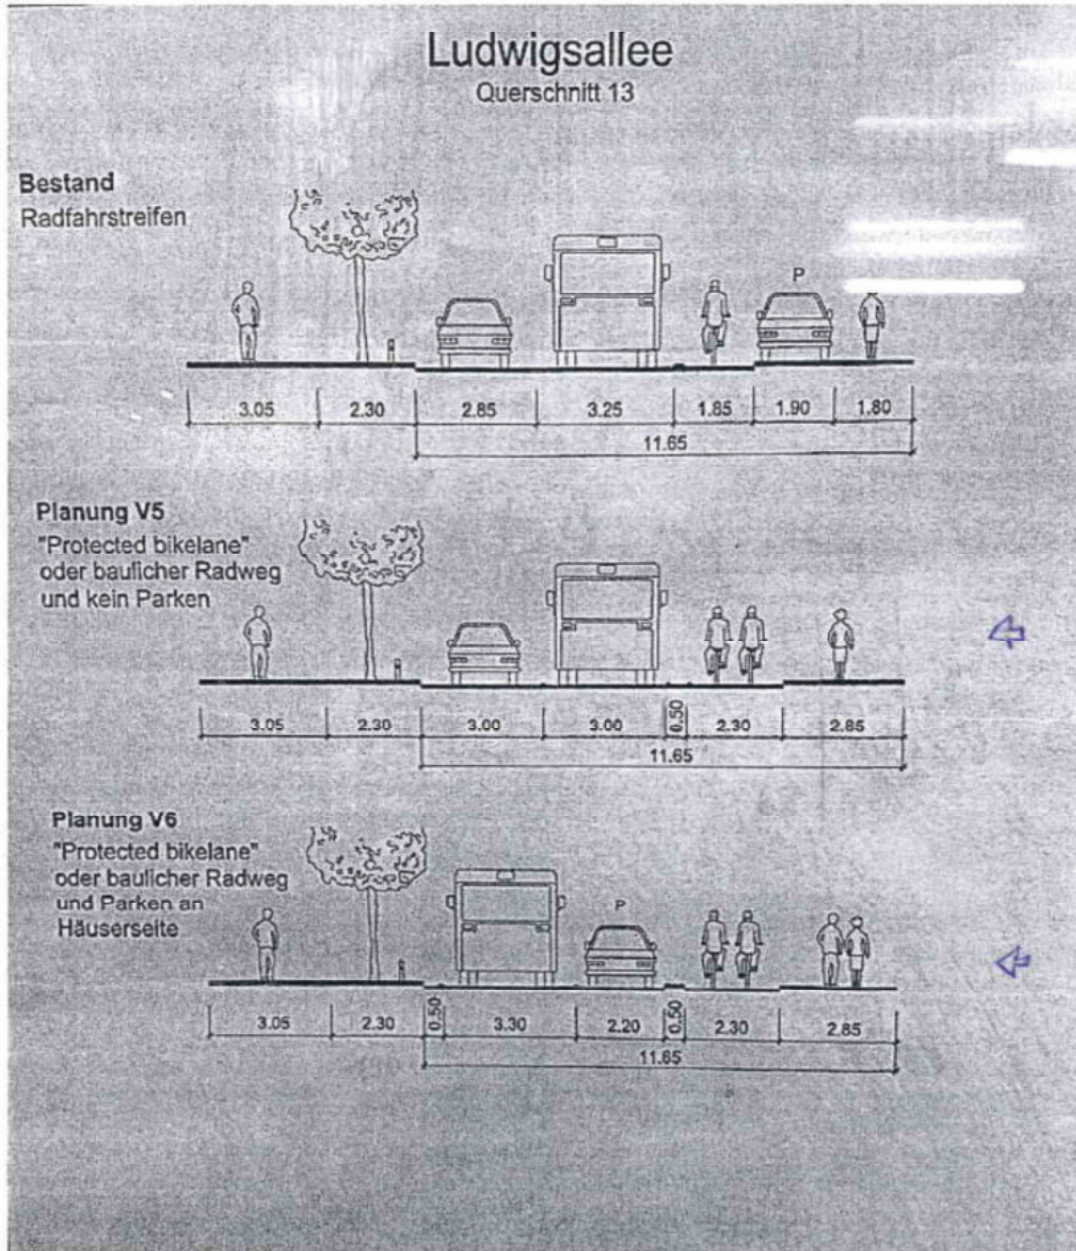 Ludwigsallee
Querschnitt 13
Bestand
Radfahrstreifen
P
3.05 2.30 2.85 3.25 1.85 1.90 1.80
11.65
Planung V5
"Protected bikelane"
oder baulicher Radweg
und kein Parken
3.05 2.30 3.00 3.00 0.50 2.30 2.85
11.65
Planung V6
"Protected bikelane"
oder baulicher Radweg
und Parken an
Häuserseite
P
3.05 2.30 0.50 3.30 2.20 0.50 2.30 2.85
11.65